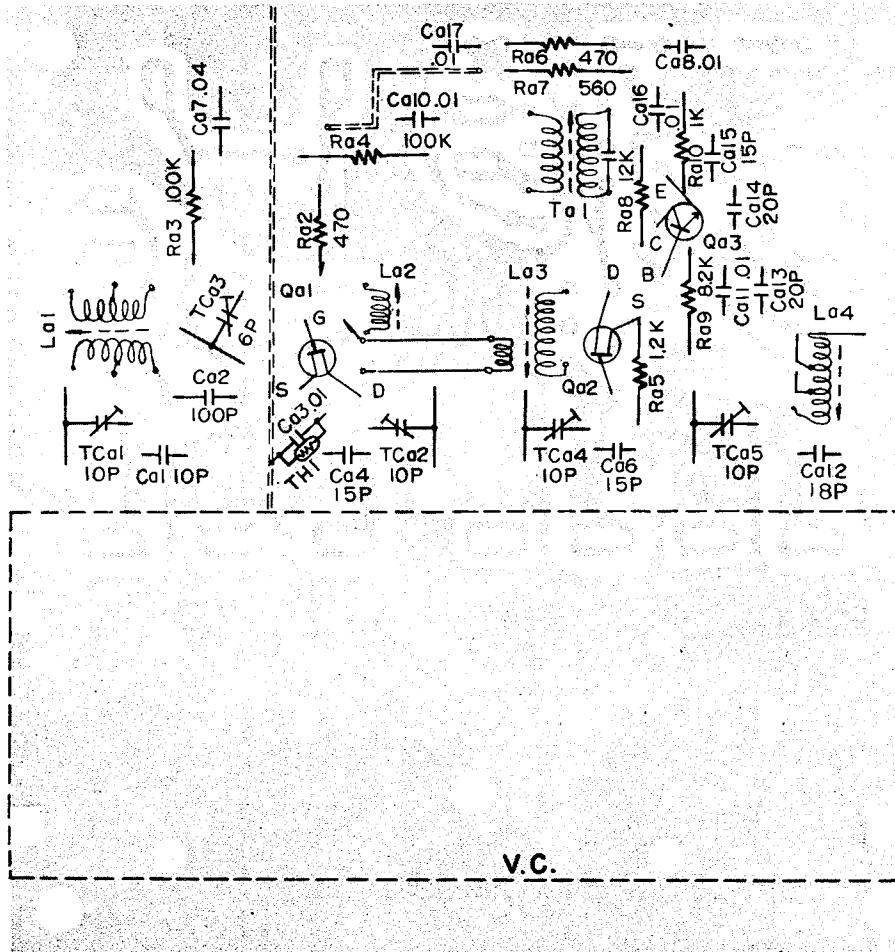 Ca17
.01
Ra6 470
Ca8.01
Ra7 560
Ca7.04
Ca10.01
Ra4 100K
Ca16
.01
1K
Ra10
Ca15
15P
100K
Ra3
Ra2
470
Ta1
12K
Ra8
E
C
B
Qa3
Ca14
20P
La1
TCa3
6P
Qa1
G
S
D
La2
La3
D
S
Qa2
1.2K
Ra5
8.2K
Ra9
Ca11.01
Ca13
20P
La4
Ca2
100P
Ca3.01
TH1
TCa1
10P
Ca1 10P
Ca4
15P
TCa2
10P
TCa4
10P
Ca6
15P
TCa5
10P
Ca12
18P
V.C.